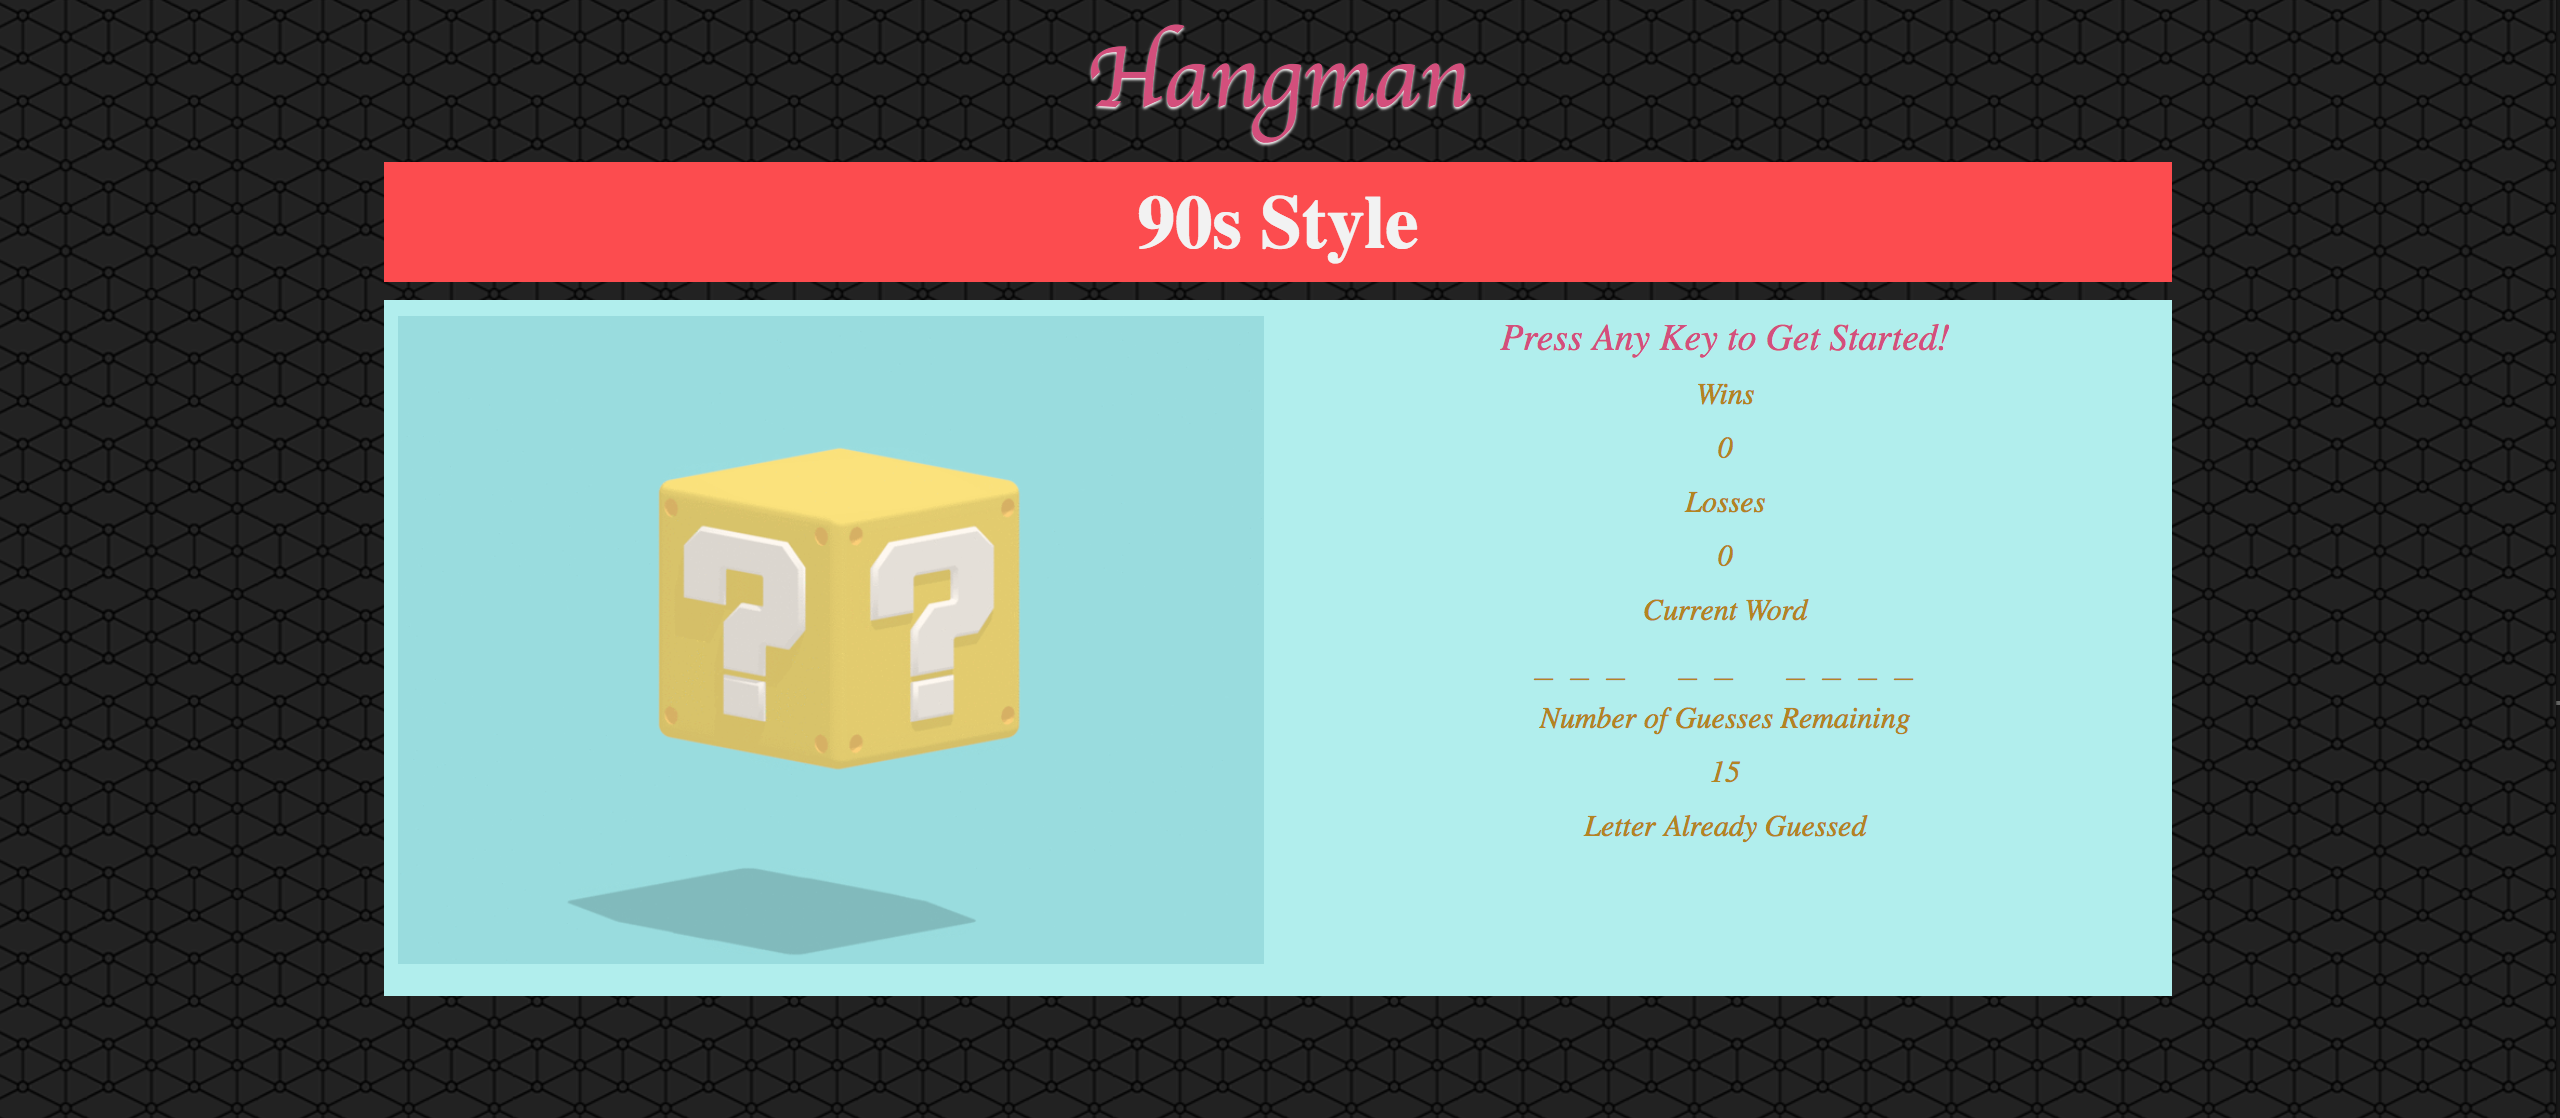 Hangman
90s Style
? ?
Press Any Key to Get Started!
Wins
0
Losses
0
Current Word
_ _ _   _ _   _ _ _ _
Number of Guesses Remaining
15
Letter Already Guessed